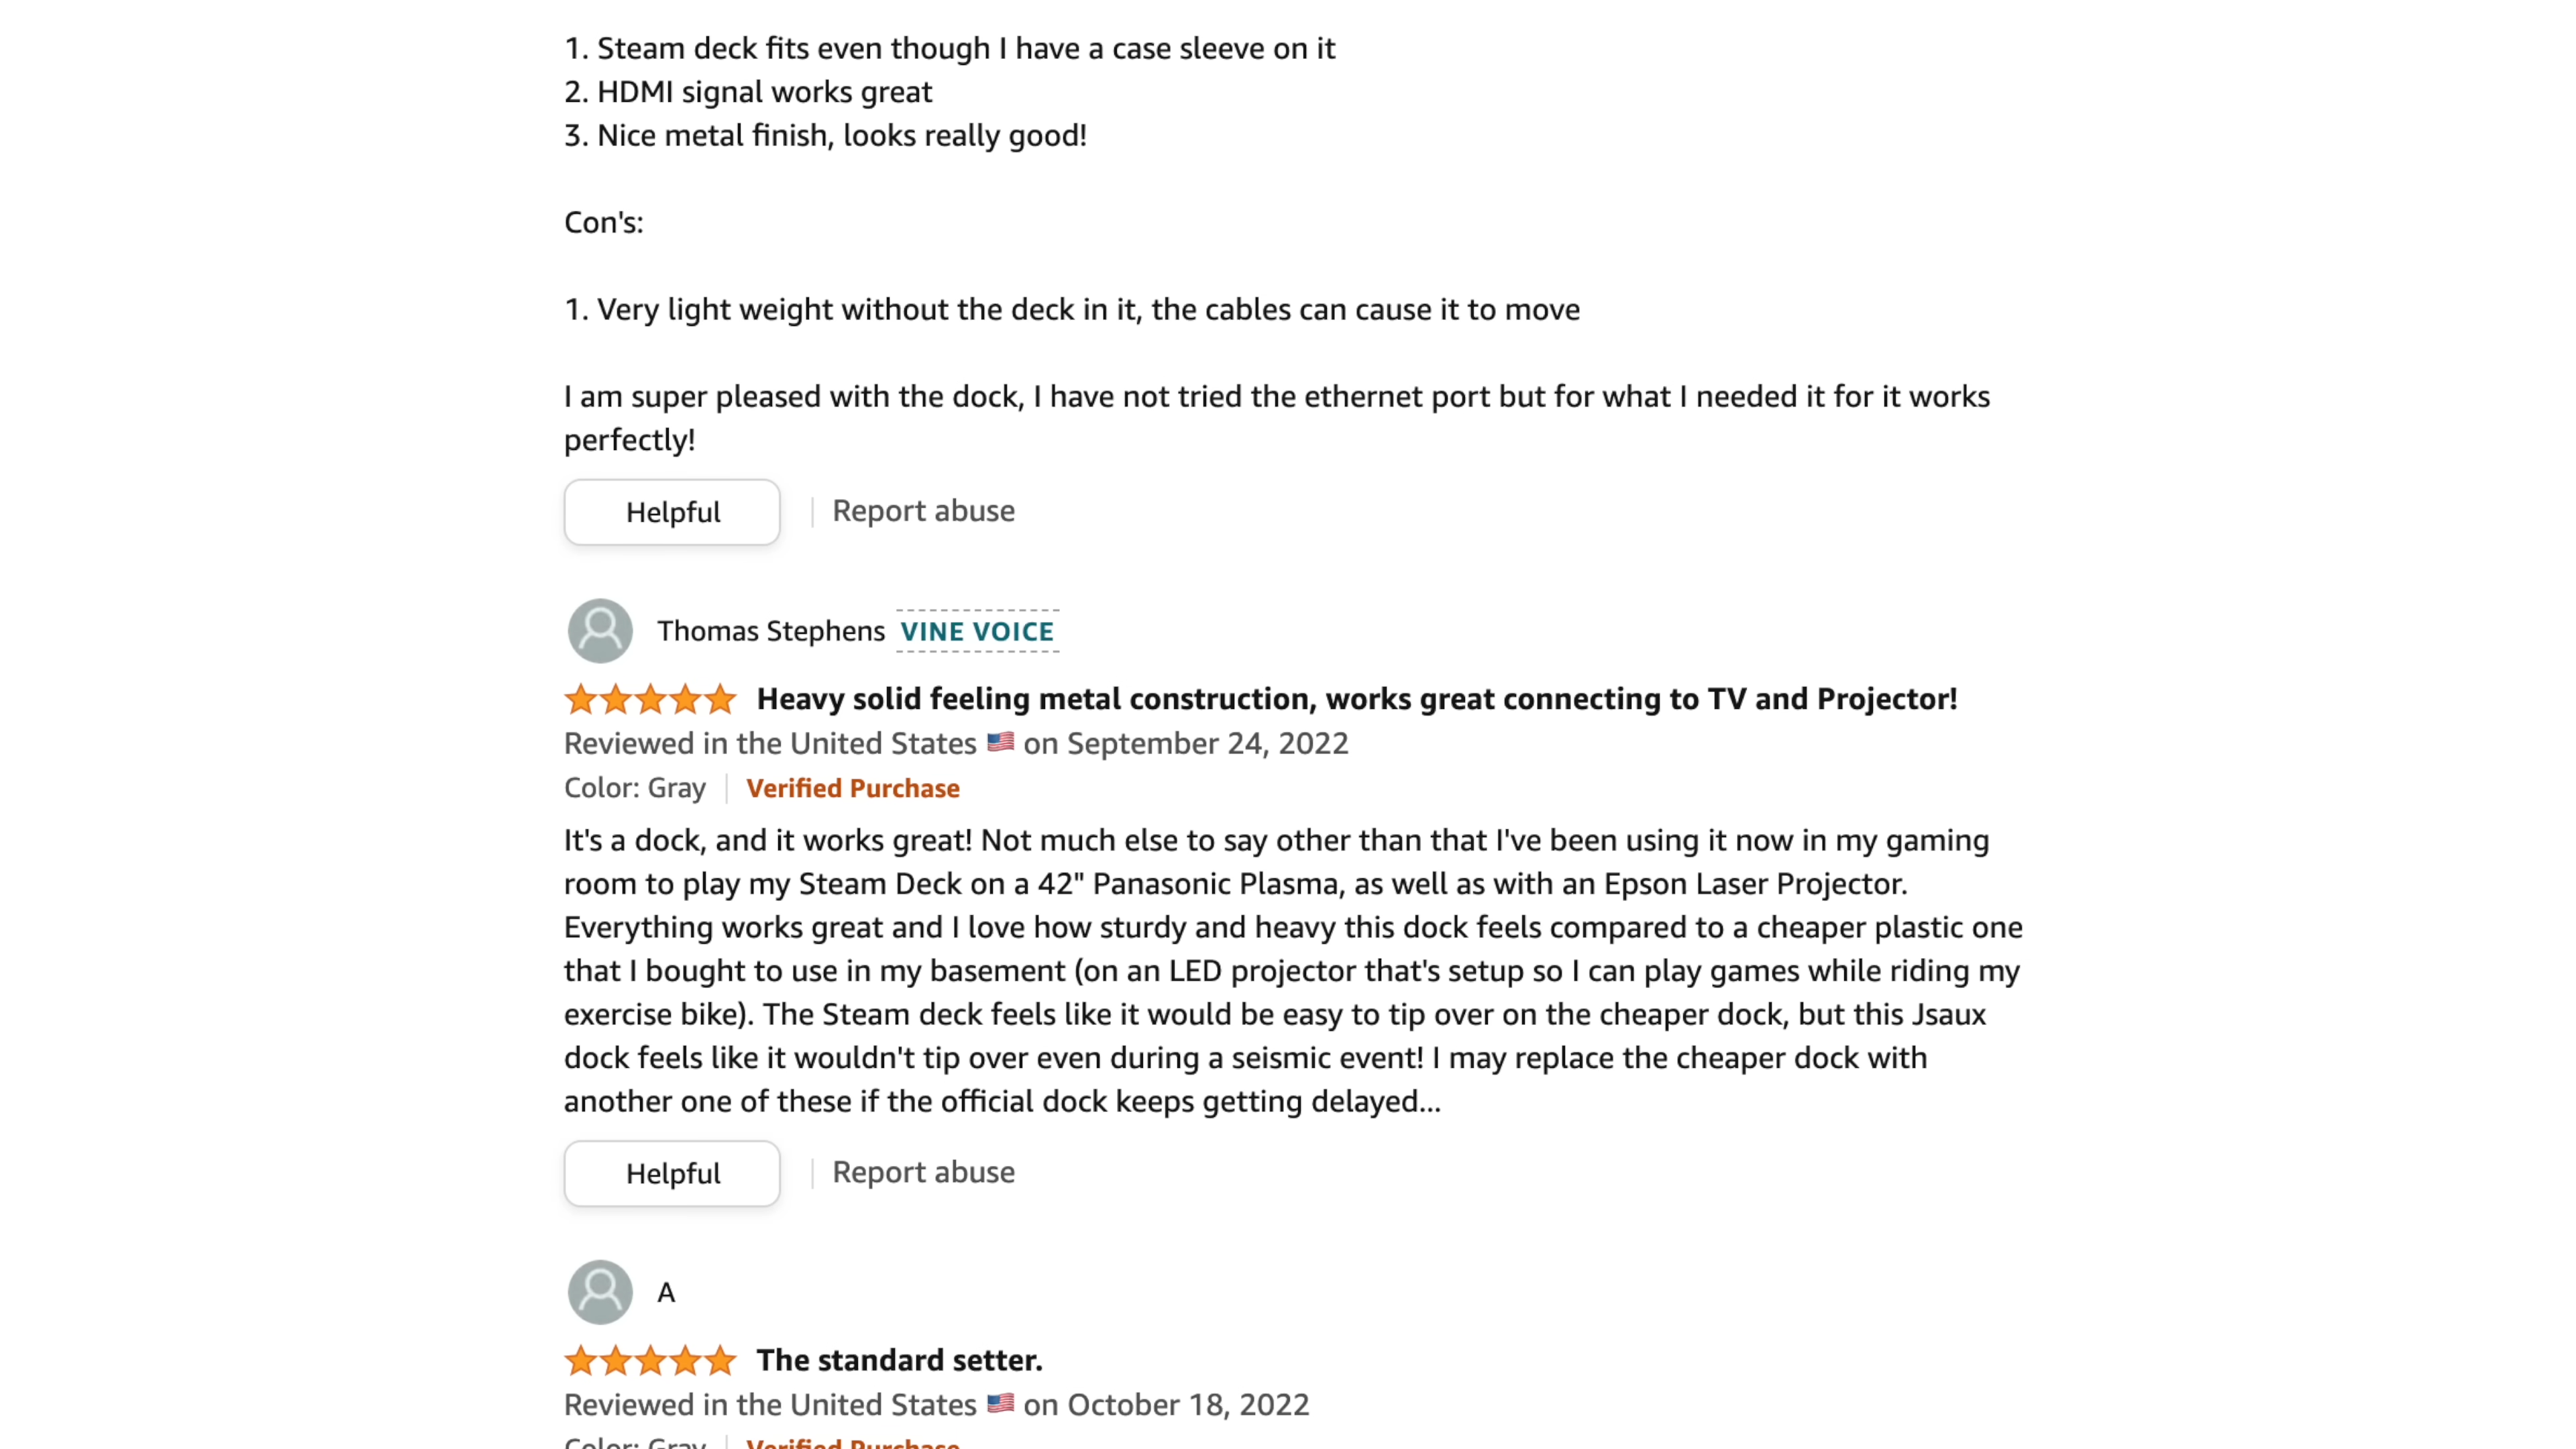 1. Steam deck fits even though I have a case sleeve on it
2. HDMI signal works great
3. Nice metal finish, looks really good!
Con's:
1. Very light weight without the deck in it, the cables can cause it to move
I am super pleased with the dock, I have not tried the ethernet port but for what I needed it for it works
perfectly!
Helpful
Report abuse
Thomas Stephens VINE VOICE
Heavy solid feeling metal construction, works great connecting to TV and Projector!
Reviewed in the United States 🇺🇸 on September 24, 2022
Color: Gray | Verified Purchase
It's a dock, and it works great! Not much else to say other than that I've been using it now in my gaming
room to play my Steam Deck on a 42" Panasonic Plasma, as well as with an Epson Laser Projector.
Everything works great and I love how sturdy and heavy this dock feels compared to a cheaper plastic one
that I bought to use in my basement (on an LED projector that's setup so I can play games while riding my
exercise bike). The Steam deck feels like it would be easy to tip over on the cheaper dock, but this Jsaux
dock feels like it wouldn't tip over even during a seismic event! I may replace the cheaper dock with
another one of these if the official dock keeps getting delayed...
Helpful
Report abuse
A
The standard setter.
Reviewed in the United States 🇺🇸 on October 18, 2022
Color: Gray | Verified Purchase